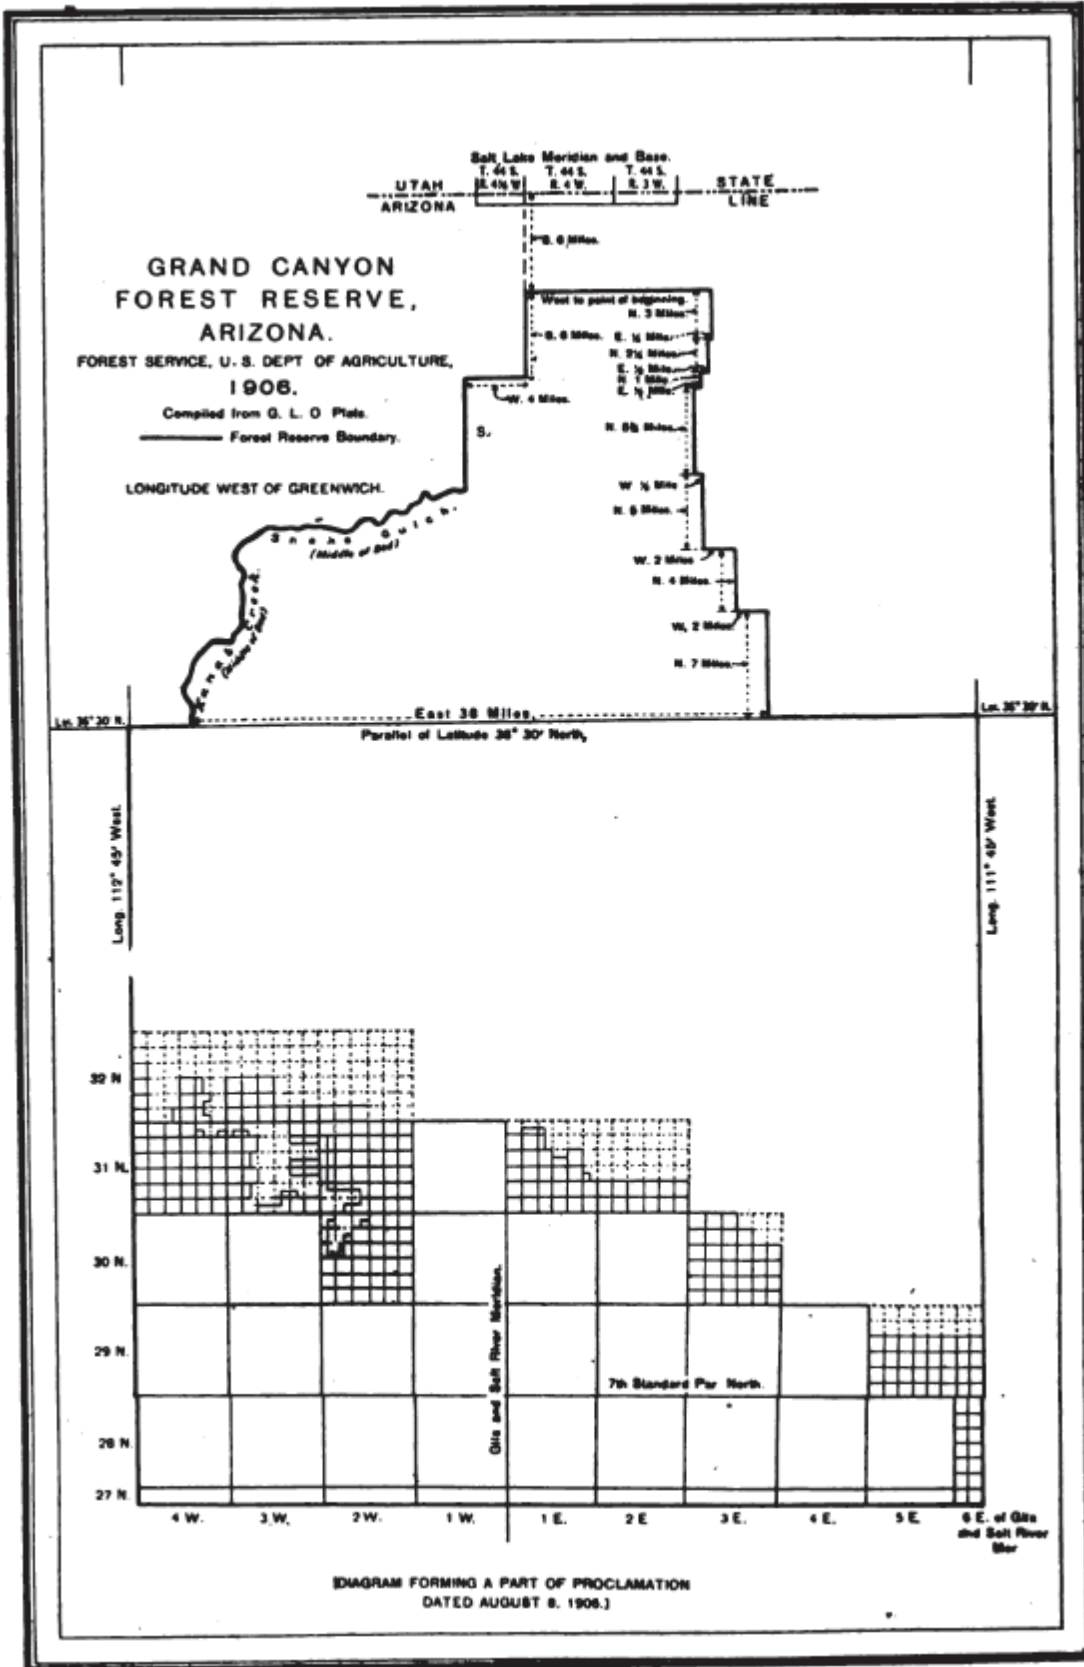 Salt Lake Meridian and Base.
T. 44 S. T. 44 S. T. 44 S.
R. 4½ W. R. 4 W. R. 3 W.
UTAH STATE
ARIZONA LINE
S. 6 Miles.
GRAND CANYON
FOREST RESERVE,
ARIZONA.
FOREST SERVICE, U. S. DEPT OF AGRICULTURE,
1906.
Compiled from G. L. O Plats.
Forest Reserve Boundary.
LONGITUDE WEST OF GREENWICH.
West to point of beginning.
N. 3 Miles.
S. 6 Miles.
E. ¼ Mile.
N. 2¼ Miles.
E. ½ Mile.
N. 1 Mile.
E. ½ Mile.
W. 4 Miles.
S.
N. 5¾ Miles.
W ½ Mile
N. 5 Miles.
Snake Gulch.
(Middle of Bed)
W. 2 Miles
N. 4 Miles.
Kanab Creek.
(Middle of Bed)
W. 2 Miles.
N. 7 Miles.
East 38 Miles.
Lat. 36° 30' N. Lat. 36° 30' N.
Parallel of Latitude 36° 30' North,
Long. 112° 45' West.
Long. 111° 45' West.
32 N
31 N.
30 N.
29 N.
28 N.
27 N.
Gila and Salt River Meridian.
7th Standard Par North.
4 W. 3 W. 2 W. 1 W. 1 E. 2 E 3 E. 4 E. 5 E. 6 E. of Gila
and Salt River
Mer
[DIAGRAM FORMING A PART OF PROCLAMATION
DATED AUGUST 8, 1906.]